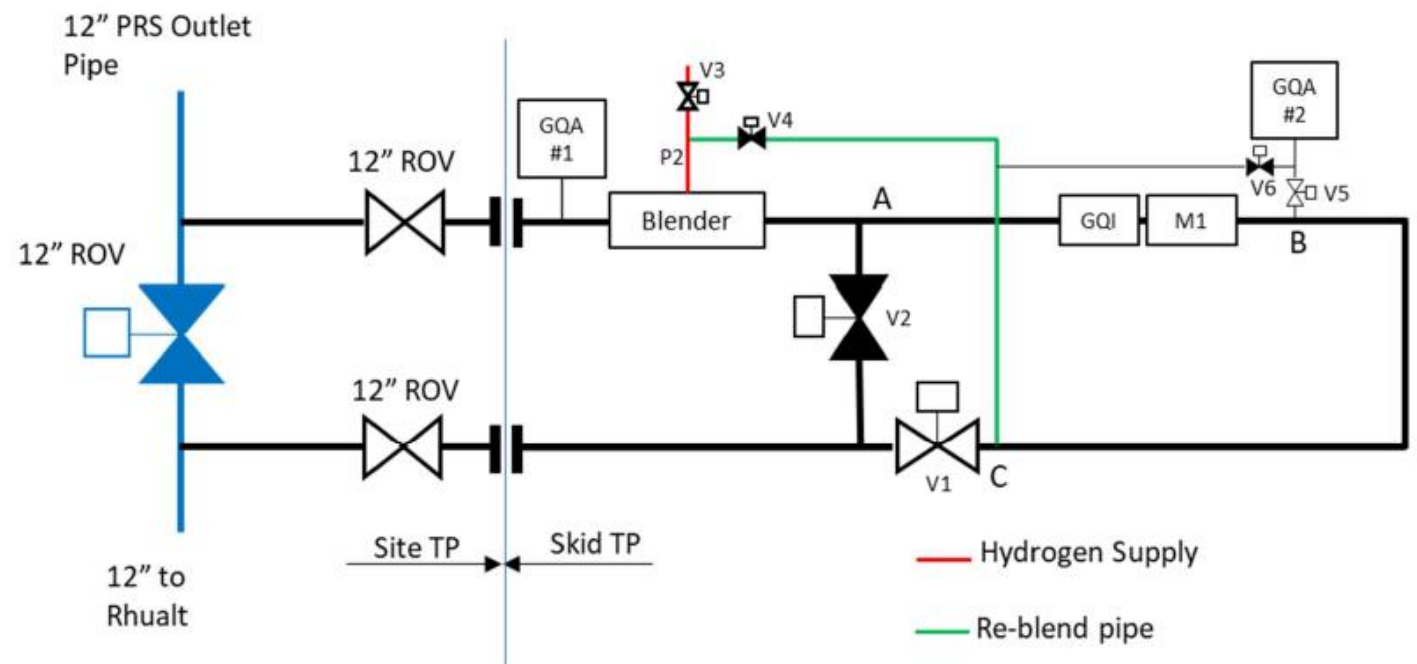 12” PRS Outlet
Pipe
V3
GQA
#1
V4
GQA
#2
12” ROV
P2
V6
V5
A
Blender
GQI
M1
B
12” ROV
V2
12” ROV
V1
C
Site TP
Skid TP
Hydrogen Supply
12” to
Rhualt
Re-blend pipe